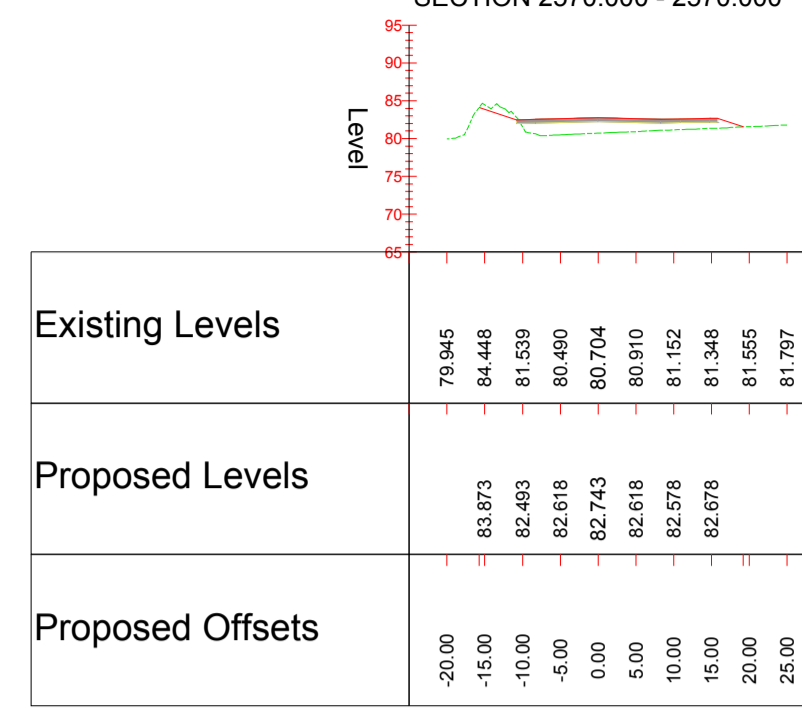 SECTION 2570.000 - 2570.000
95
90
85
80
75
70
65
Level
Existing Levels
79.945 84.448 81.539 80.490 80.704 80.910 81.152 81.348 81.555 81.797
Proposed Levels
83.873 82.493 82.618 82.743 82.618 82.578 82.678
Proposed Offsets
-20.00 -15.00 -10.00 -5.00 0.00 5.00 10.00 15.00 20.00 25.00